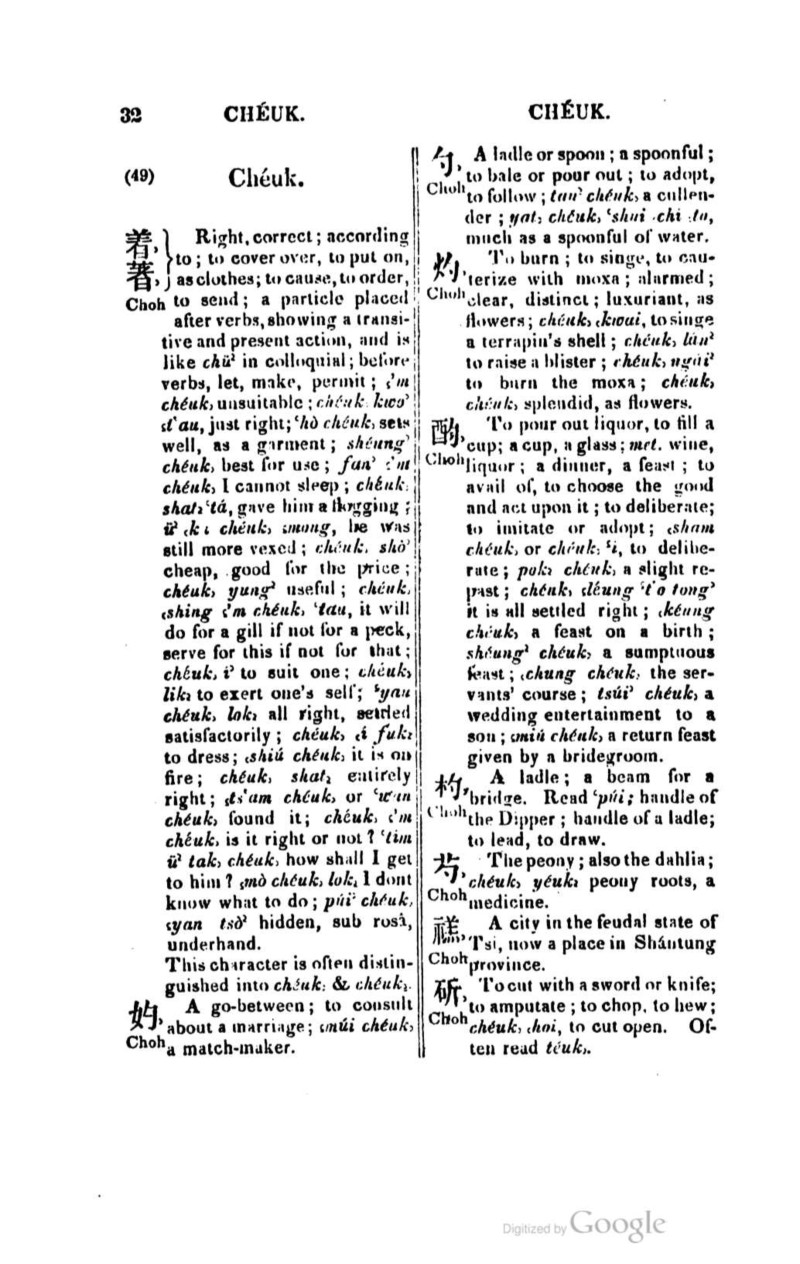 32 CHÉUK. CHÉUK.
(49) Chéuk.
着, Right, correct; according
to; to cover over, to put on,
著, as clothes; to cause, to order,
Choh to send; a particle placed
after verbs, showing a transi-
tive and present action, and is
like chü² in colloquial; before
verbs, let, make, permit; ‘m
chéuk, unsuitable; chéuk, kwo’
t‘au, just right; ‘hò chéuk, sets
well, as a garment; shéung’
chéuk, best for use; fan’ ‘m
chéuk, I cannot sleep; chéuk,
shat, ‘tá, gave him a flogging;
ü² chéuk, mang, he was
still more vexed; chéuk, shò’
cheap, good for the price;
chéuk, yung² useful; chéuk,
shing ‘m chéuk, ‘tau, it will
do for a gill if not for a peck,
serve for this if not for that;
chéuk, i’ to suit one; chéuk,
lik, to exert one's self; ‘yau
chéuk, lok, all right, settled
satisfactorily; chéuk, i fuk,
to dress; shiú chéuk, it is on
fire; chéuk, shat, entirely
right; ts‘am chéuk, or ‘wan
chéuk, found it; chéuk, ‘m
chéuk, is it right or not? ‘tim
ü² tak, chéuk, how shall I get
to him? mò chéuk, lok, I dont
know what to do; púi’ chéuk,
yan tsò² hidden, sub rosâ,
underhand.
This character is often distin-
guished into chéuk, & chéuk,.
妁, A go-between; to consult
about a marriage; múi chéuk,
Choh a match-maker.
勺, A ladle or spoon; a spoonful;
to bale or pour out; to adopt,
Choh to follow; lau’ chéuk, a cullen-
der; yat, chéuk, ‘shui chi to,
much as a spoonful of water.
灼, To burn; to singe, to cau-
terize with moxa; alarmed;
Choh clear, distinct; luxuriant, as
flowers; chéuk, kwai, to singe
a terrapin's shell; chéuk, lún²
to raise a blister; chéuk, ngái²
to burn the moxa; chéuk,
chéuk, splendid, as flowers.
酌, To pour out liquor, to fill a
cup; a cup, a glass; met. wine,
Choh liquor; a dinner, a feast; to
avail of, to choose the good
and act upon it; to deliberate;
to imitate or adopt; sham
chéuk, or chéuk, ‘i, to delibe-
rate; pok, chéuk, a slight re-
past; chéuk, léung ‘t‘o tong’
it is all settled right; kéung
chéuk, a feast on a birth;
shéung² chéuk, a sumptuous
feast; chung chéuk, the ser-
vants' course; tsúi’ chéuk, a
wedding entertainment to a
son; miú chéuk, a return feast
given by a bridegroom.
杓, A ladle; a beam for a
bridge. Read ‘píi; handle of
Choh the Dipper; handle of a ladle;
to lead, to draw.
芍, The peony; also the dahlia;
chéuk, yéuk, peony roots, a
Choh medicine.
A city in the feudal state of
Tsi, now a place in Shántung
Choh province.
斫, To cut with a sword or knife;
to amputate; to chop, to hew;
Choh chéuk, hoi, to cut open. Of-
ten read téuk,.
Digitized by Google